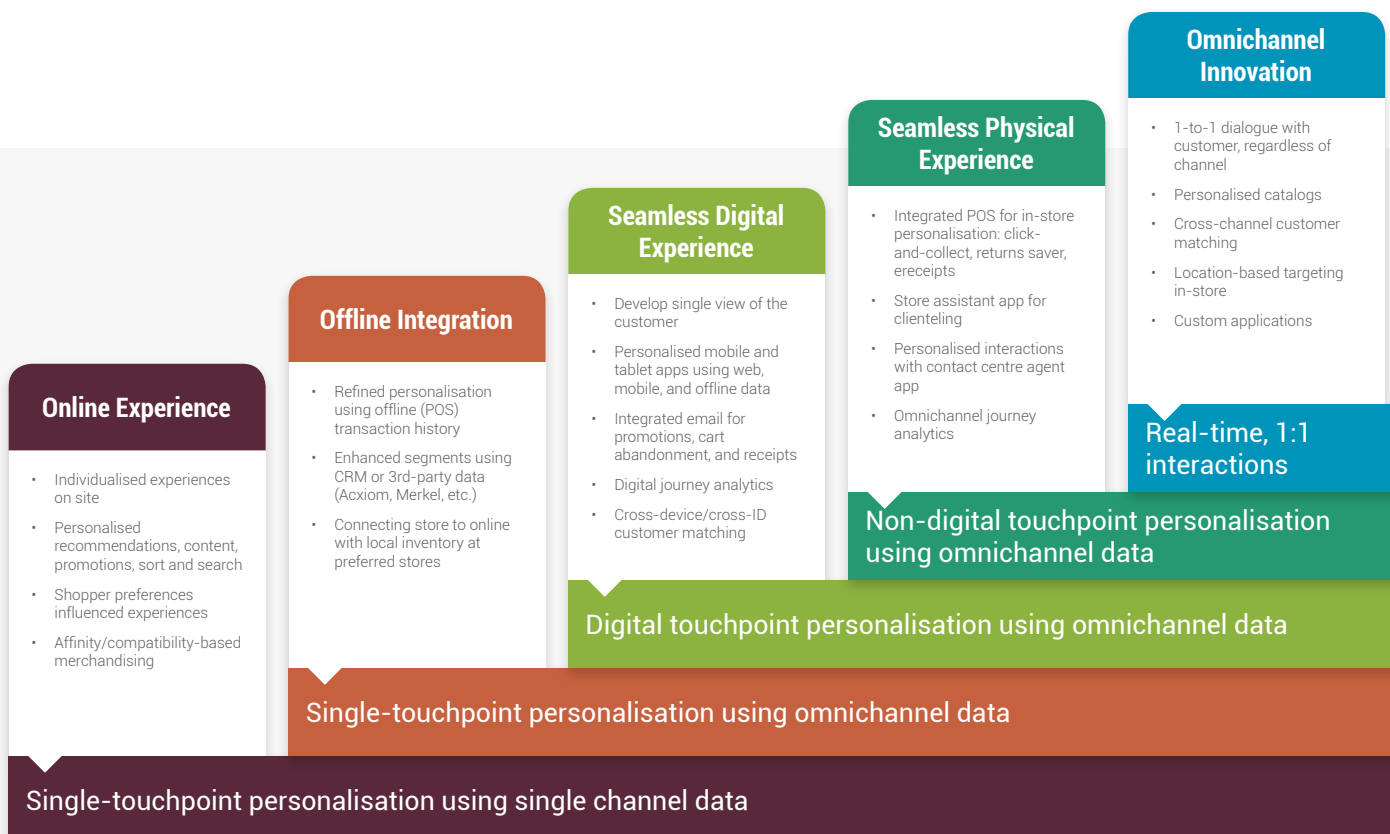 Online Experience
• Individualised experiences
on site
• Personalised
recommendations, content,
promotions, sort and search
• Shopper preferences
influenced experiences
• Affinity/compatibility-based
merchandising
Single-touchpoint personalisation using single channel data
Offline Integration
• Refined personalisation
using offline (POS)
transaction history
• Enhanced segments using
CRM or 3rd-party data
(Acxiom, Merkel, etc.)
• Connecting store to online
with local inventory at
preferred stores
Single-touchpoint personalisation using omnichannel data
Seamless Digital
Experience
• Develop single view of the
customer
• Personalised mobile and
tablet apps using web,
mobile, and offline data
• Integrated email for
promotions, cart
abandonment, and receipts
• Digital journey analytics
• Cross-device/cross-ID
customer matching
Digital touchpoint personalisation using omnichannel data
Seamless Physical
Experience
• Integrated POS for in-store
personalisation: click-
and-collect, returns saver,
ereceipts
• Store assistant app for
clienteling
• Personalised interactions
with contact centre agent
app
• Omnichannel journey
analytics
Non-digital touchpoint personalisation
using omnichannel data
Omnichannel
Innovation
• 1-to-1 dialogue with
customer, regardless of
channel
• Personalised catalogs
• Cross-channel customer
matching
• Location-based targeting
in-store
• Custom applications
Real-time, 1:1
interactions